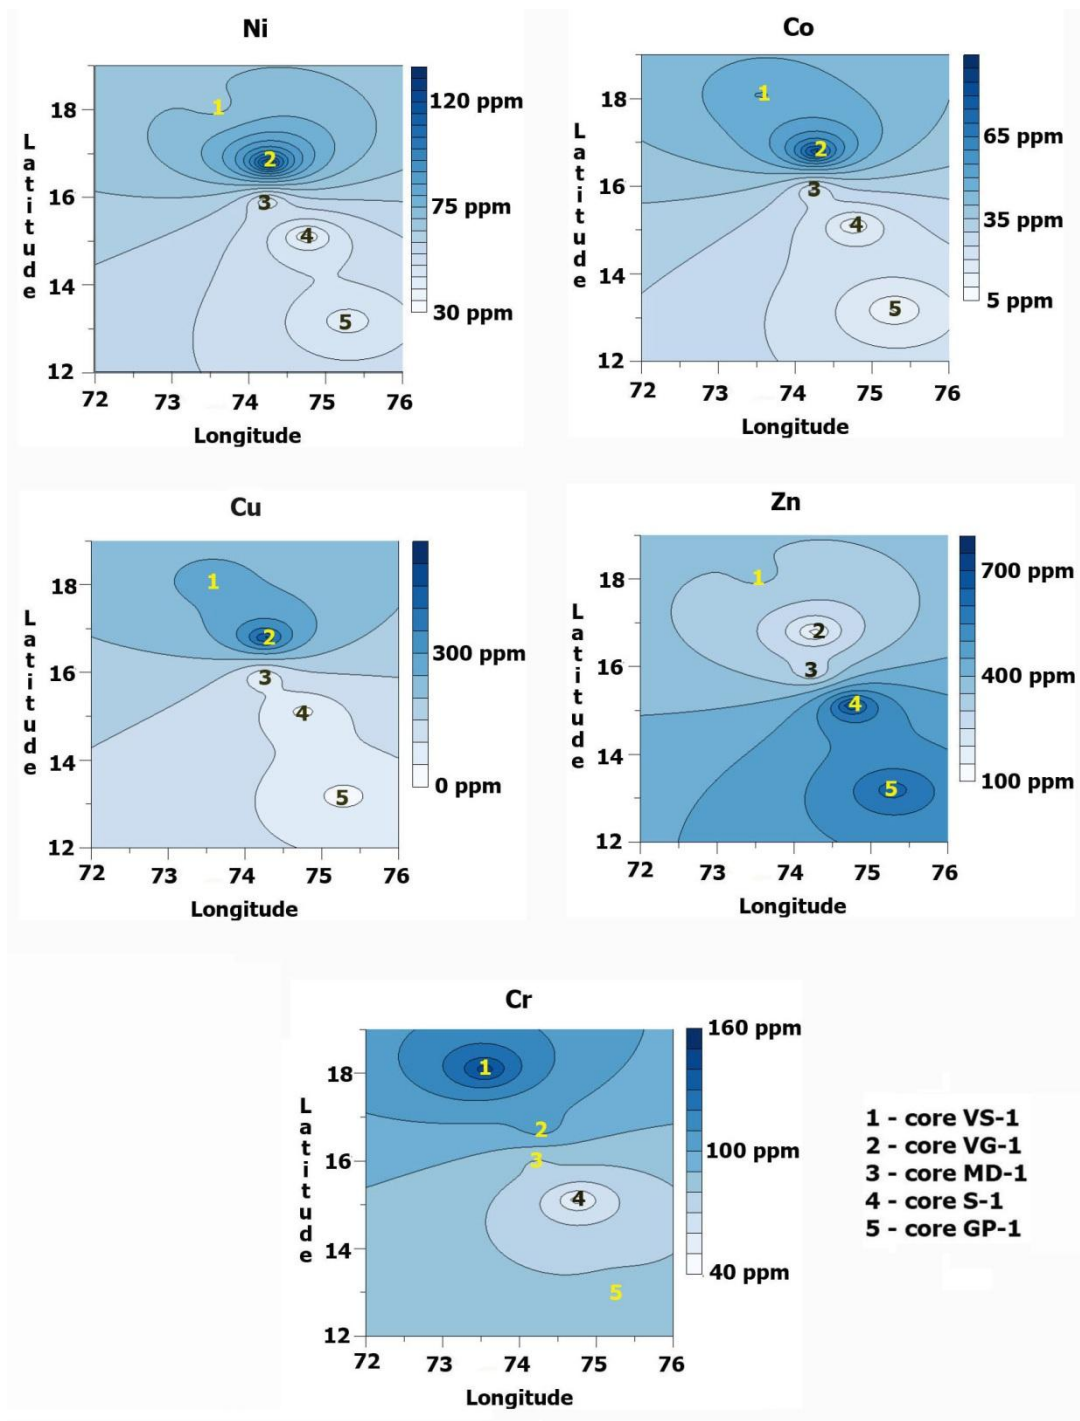 Ni
Latitude
18
16
14
12
72 73 74 75 76
Longitude
120 ppm
75 ppm
30 ppm
1
2
3
4
5
Co
Latitude
18
16
14
12
72 73 74 75 76
Longitude
65 ppm
35 ppm
5 ppm
1
2
3
4
5
Cu
Latitude
18
16
14
12
72 73 74 75 76
Longitude
300 ppm
0 ppm
1
2
3
4
5
Zn
Latitude
18
16
14
12
72 73 74 75 76
Longitude
700 ppm
400 ppm
100 ppm
1
2
3
4
5
Cr
Latitude
18
16
14
12
72 73 74 75 76
Longitude
160 ppm
100 ppm
40 ppm
1
2
3
4
5
1 - core VS-1
2 - core VG-1
3 - core MD-1
4 - core S-1
5 - core GP-1